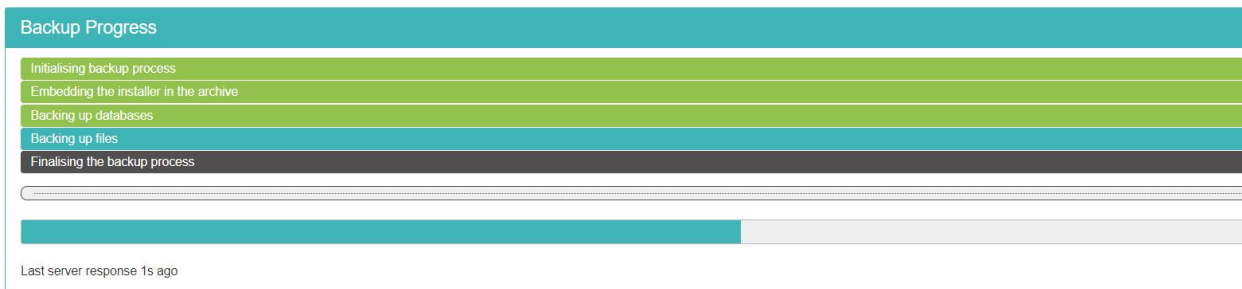 Backup Progress
Initialising backup process
Embedding the installer in the archive
Backing up databases
Backing up files
Finalising the backup process
Last server response 1s ago